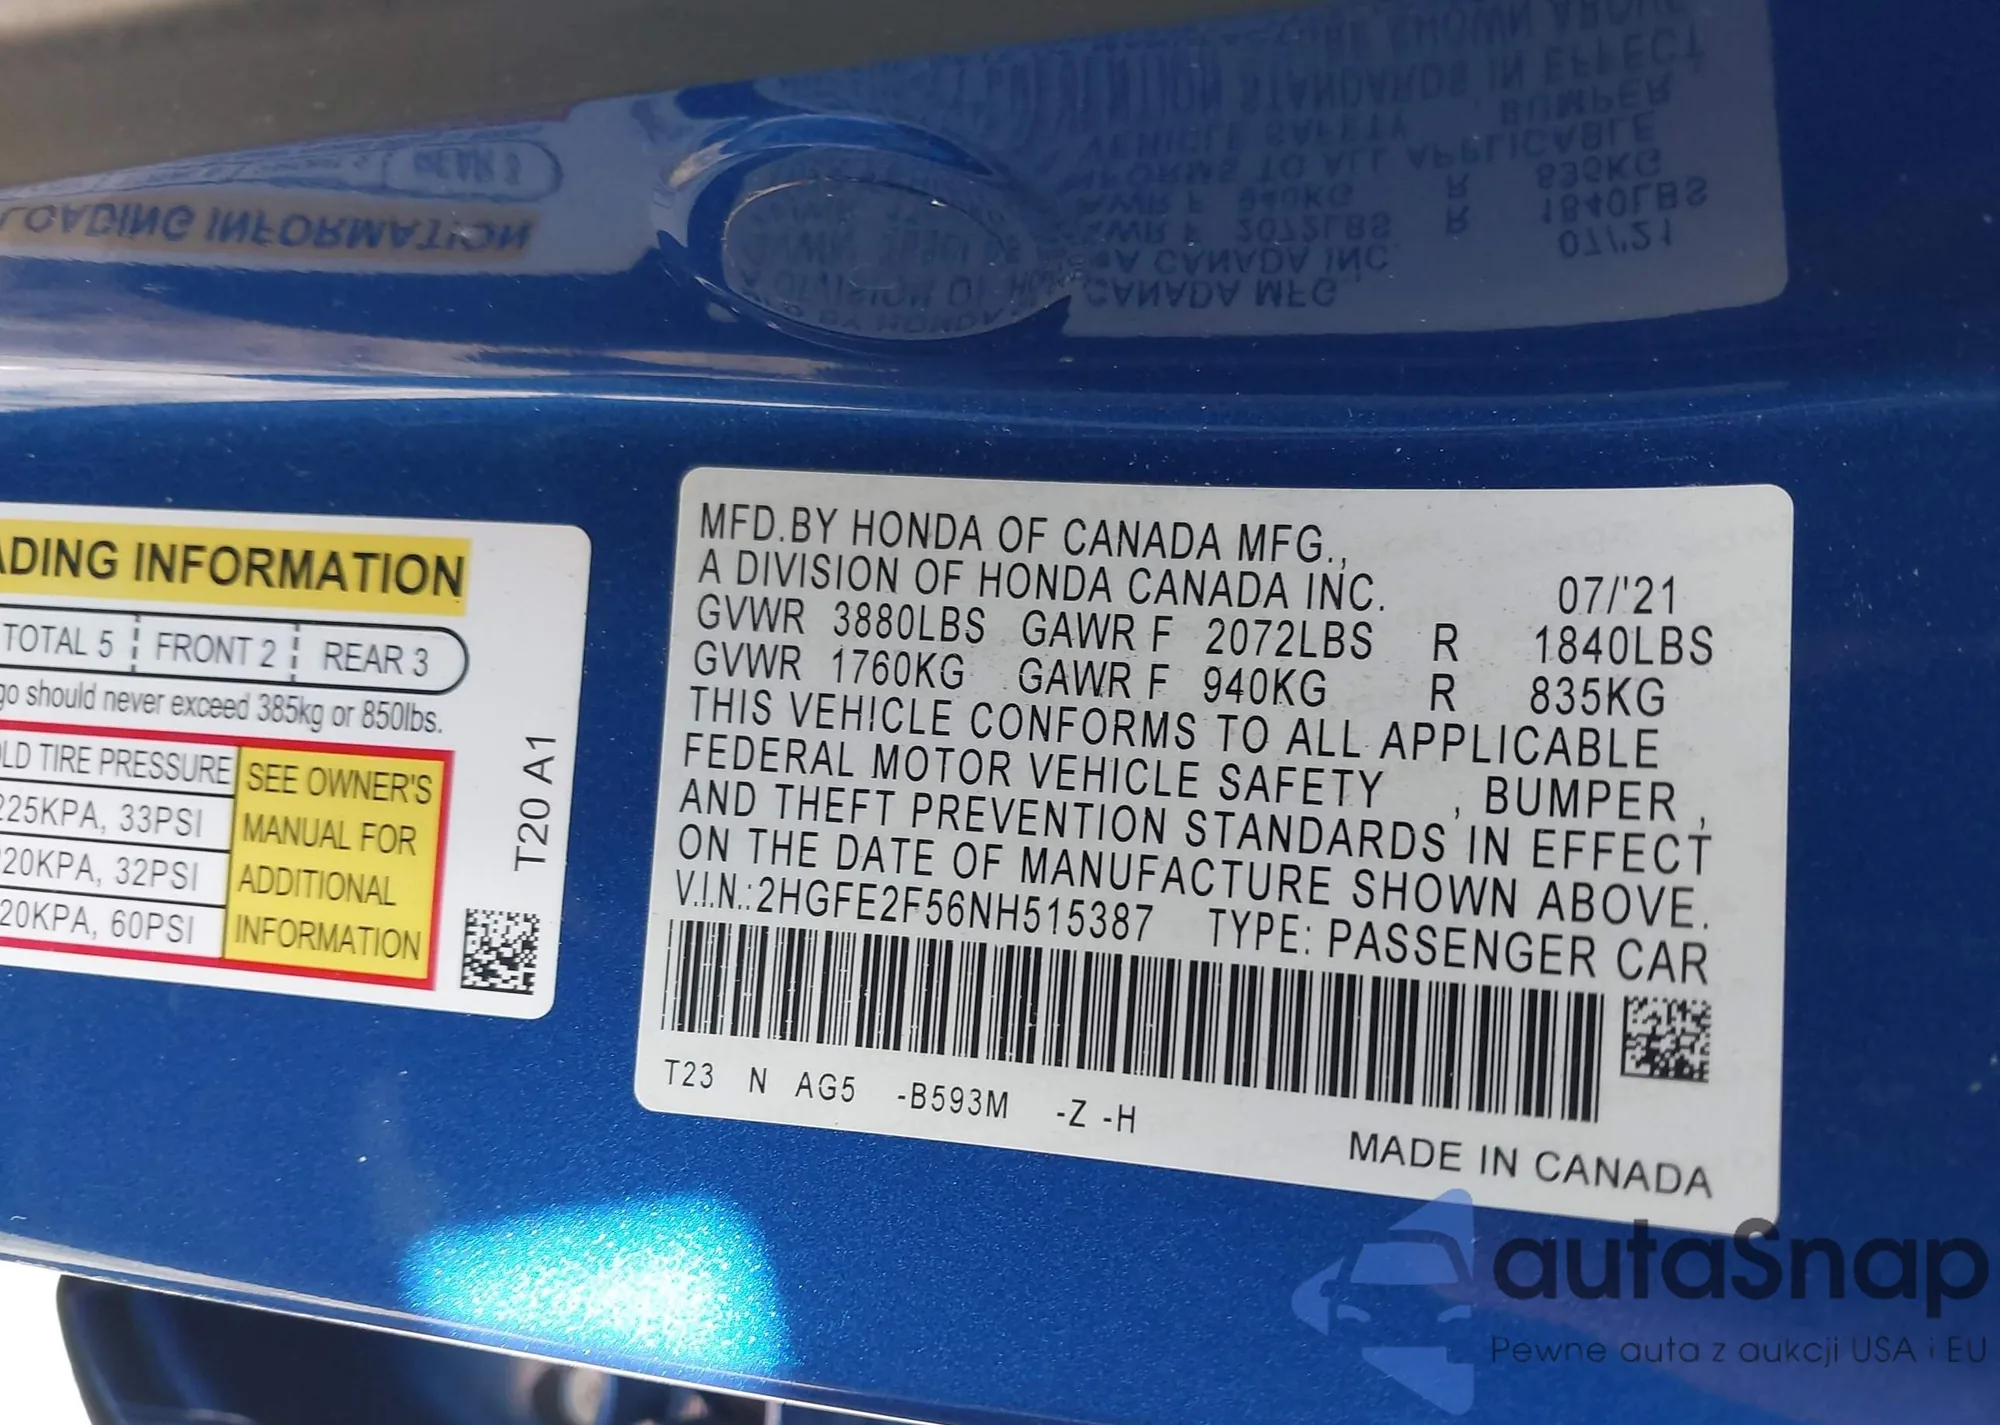 ADING INFORMATION
TOTAL 5 FRONT 2 REAR 3
go should never exceed 385kg or 850lbs.
LD TIRE PRESSURE
225KPA, 33PSI
20KPA, 32PSI
20KPA, 60PSI
SEE OWNER'S
MANUAL FOR
ADDITIONAL
INFORMATION
T20 A1
MFD.BY HONDA OF CANADA MFG.,
A DIVISION OF HONDA CANADA INC. 07/'21
GVWR 3880LBS GAWR F 2072LBS R 1840LBS
GVWR 1760KG GAWR F 940KG R 835KG
THIS VEHICLE CONFORMS TO ALL APPLICABLE
FEDERAL MOTOR VEHICLE SAFETY , BUMPER ,
AND THEFT PREVENTION STANDARDS IN EFFECT
ON THE DATE OF MANUFACTURE SHOWN ABOVE.
V.I.N.:2HGFE2F56NH515387 TYPE: PASSENGER CAR
T23 N AG5 -B593M -Z -H
MADE IN CANADA
autaSnap
Pewne auta z aukcji USA i EU